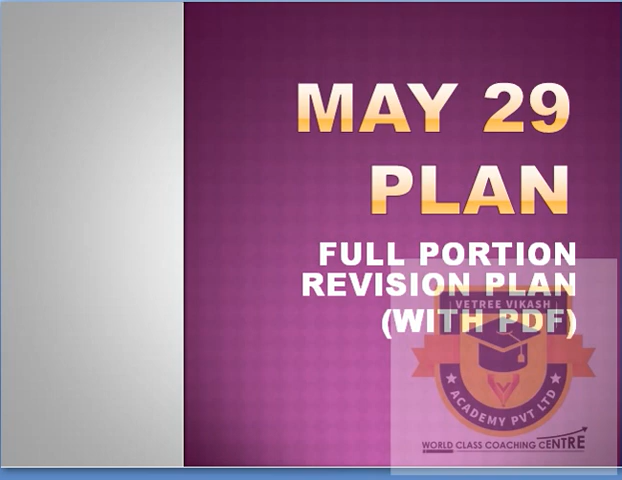 MAY 29
PLAN
FULL PORTION
REVISION PLAN
(WITH PDF)
VETREE VIKASH
ACADEMY PVT LTD
WORLD CLASS COACHING CENTRE